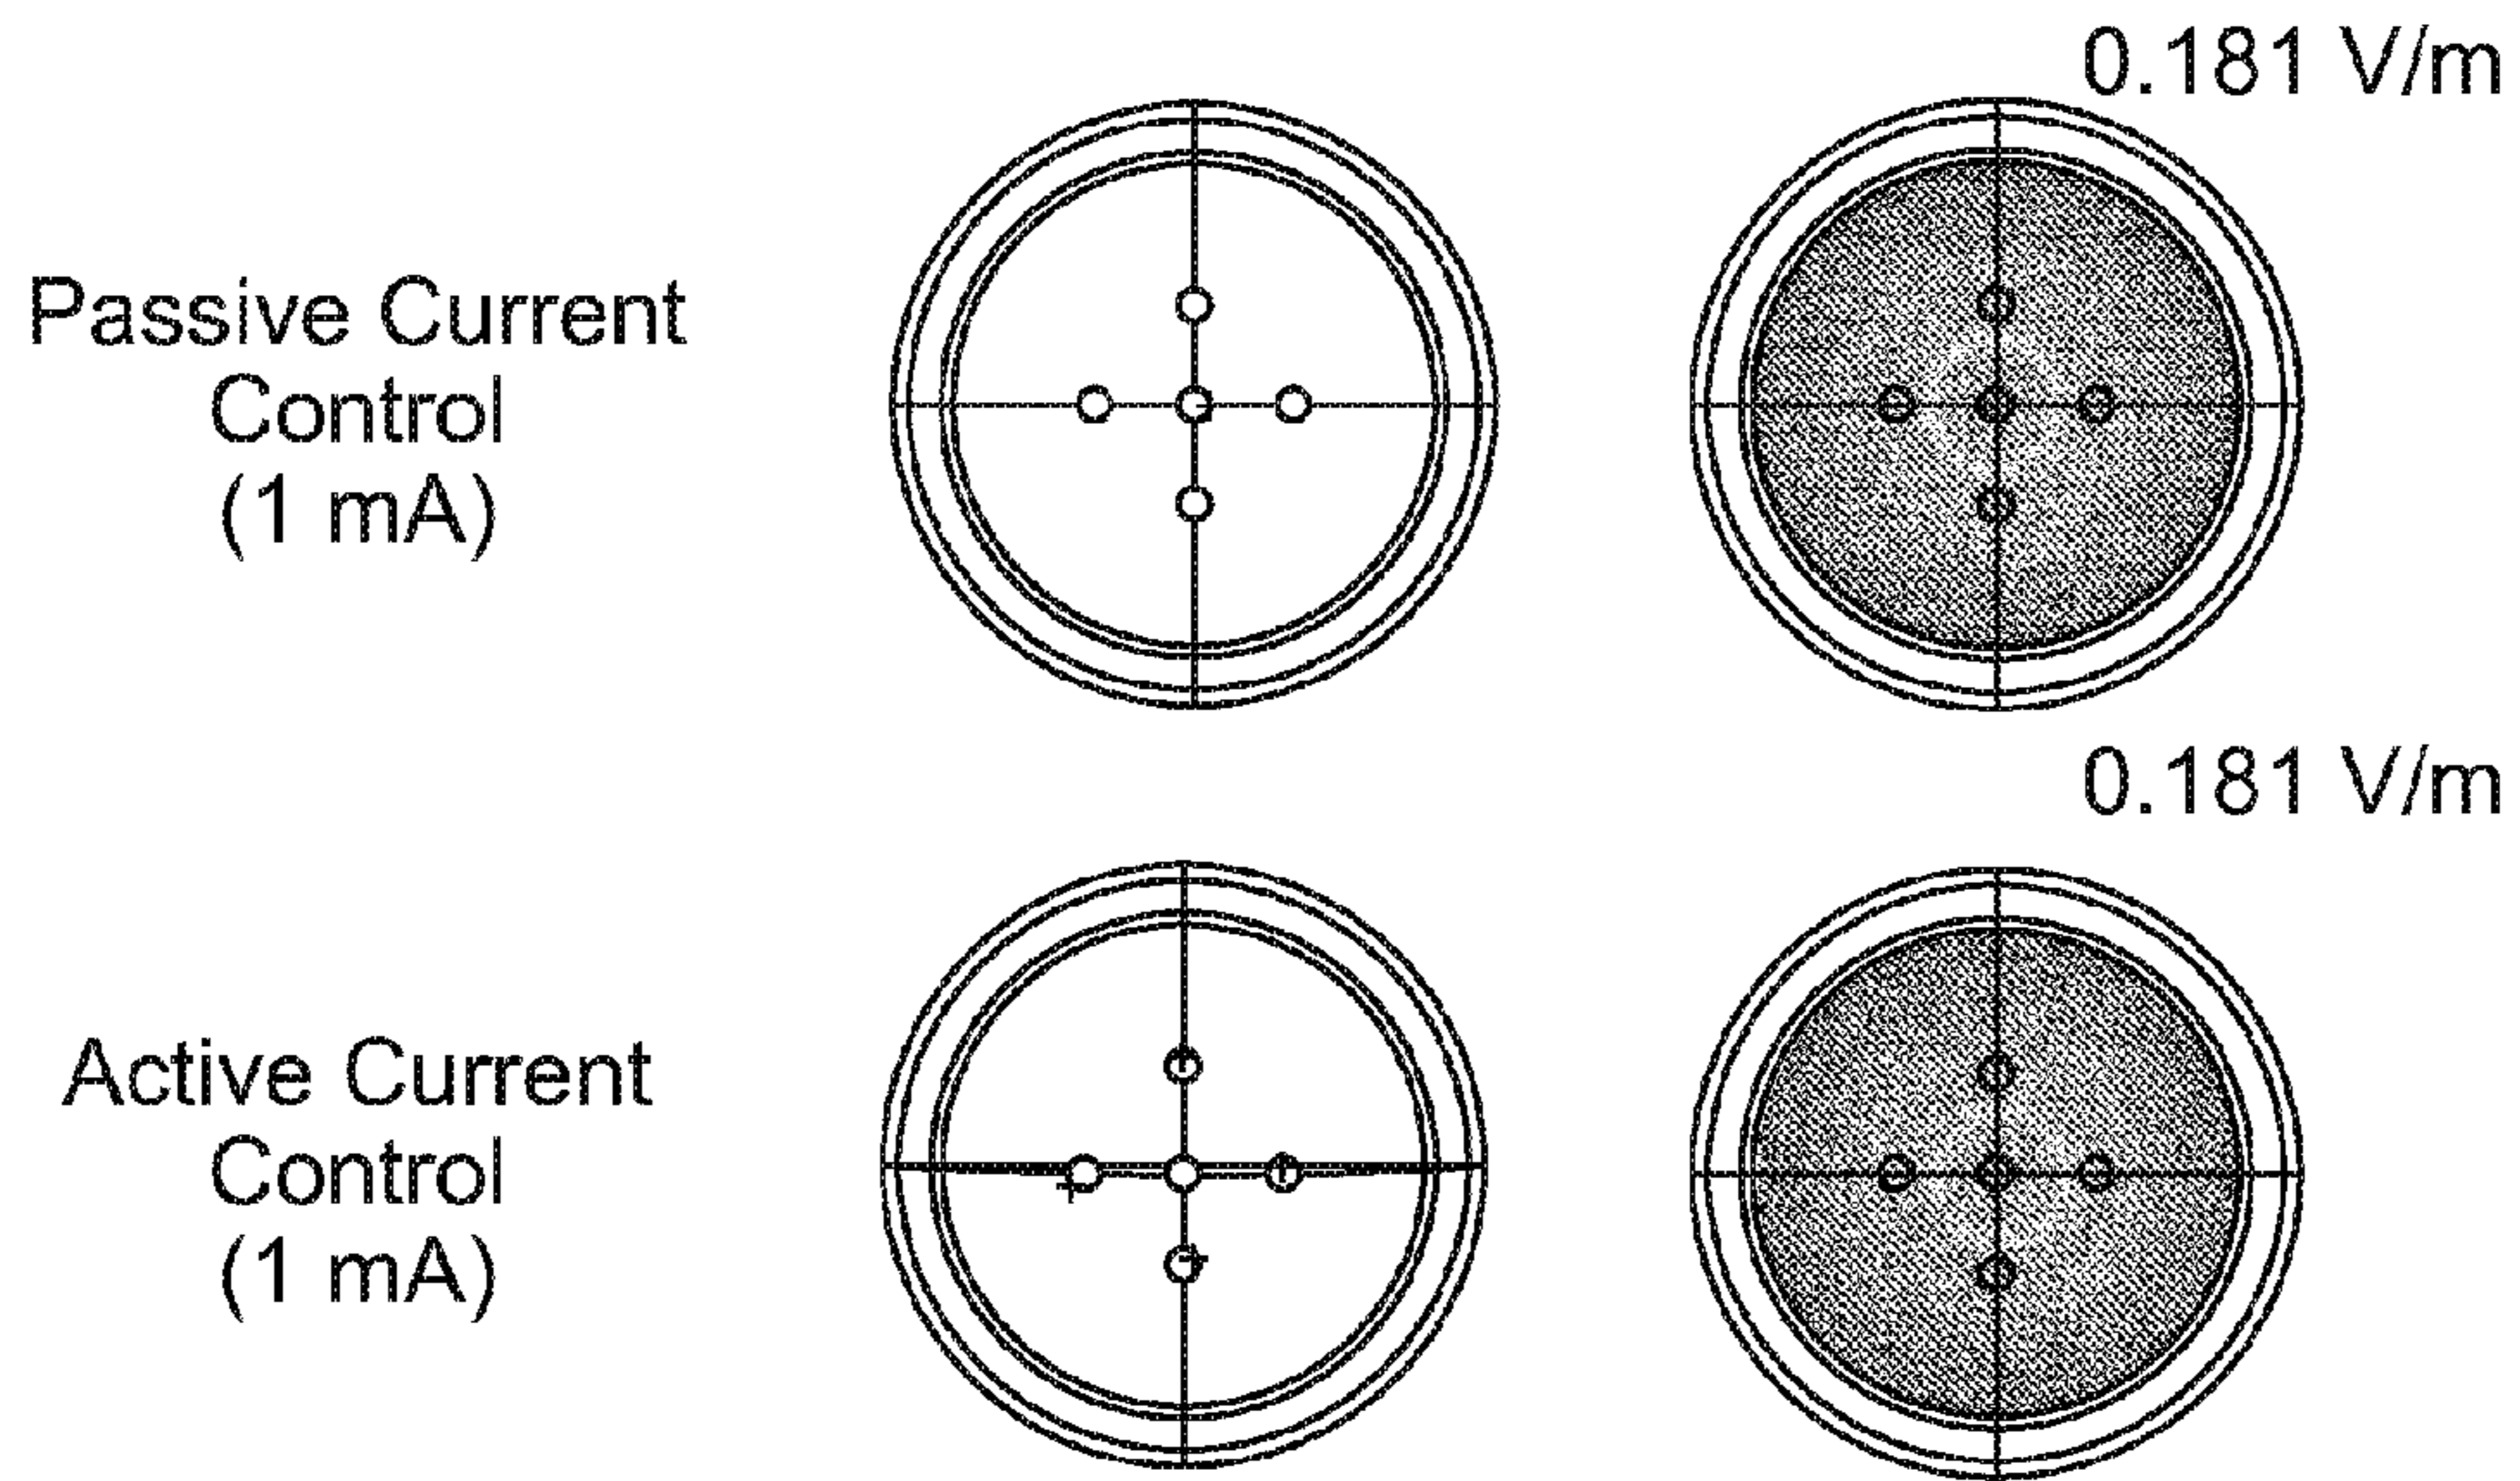 0.181 V/m
Passive Current
Control
(1 mA)
0.181 V/m
Active Current
Control
(1 mA)